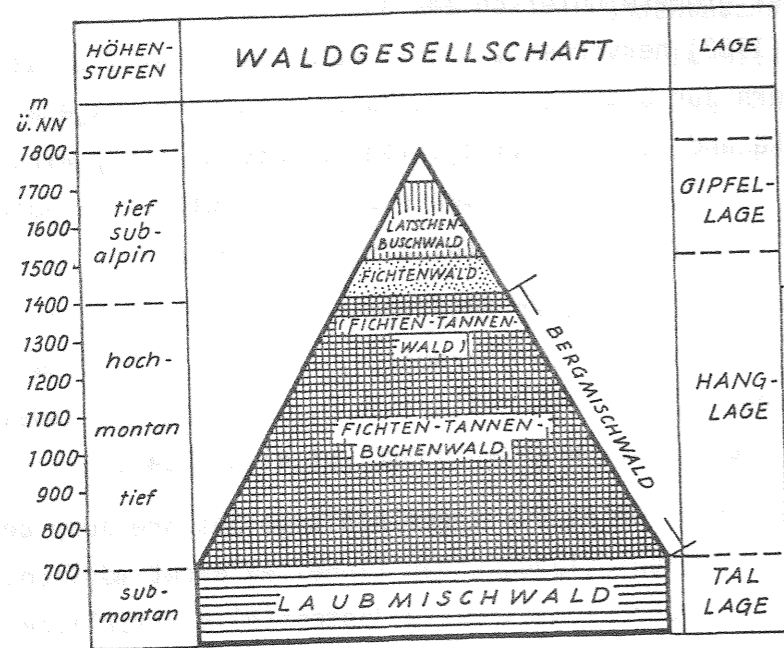 HÖHEN-
STUFEN
WALDGESELLSCHAFT
LAGE
m
ü.NN
1800
1700
1600
1500
1400
1300
1200
1100
1000
900
800
700
tief
sub-
alpin
hoch-
montan
tief
sub-
montan
LATSCHEN-
BUSCHWALD
FICHTENWALD
(FICHTEN-TANNEN-
WALD)
FICHTEN-TANNEN-
BUCHENWALD
BERGMISCHWALD
LAUBMISCHWALD
GIPFEL-
LAGE
HANG-
LAGE
TAL
LAGE